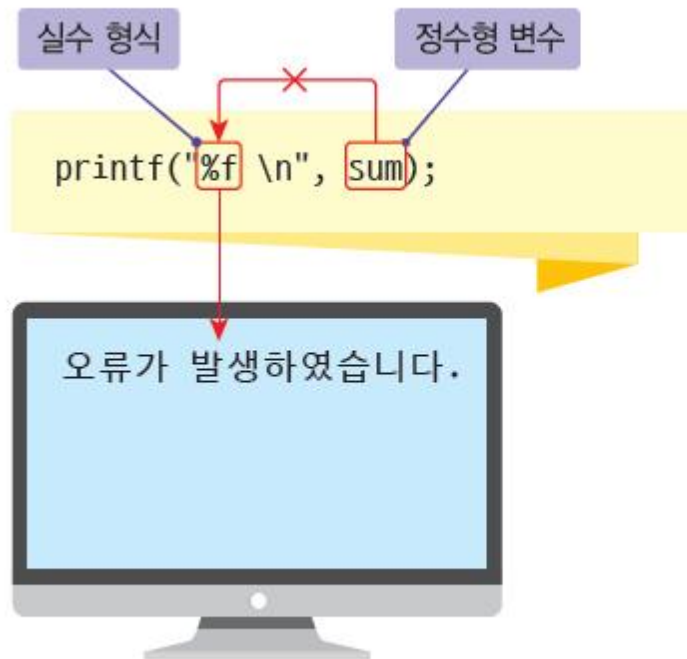 실수 형식
정수형 변수
printf("%f \n", sum);
오류가 발생하였습니다.